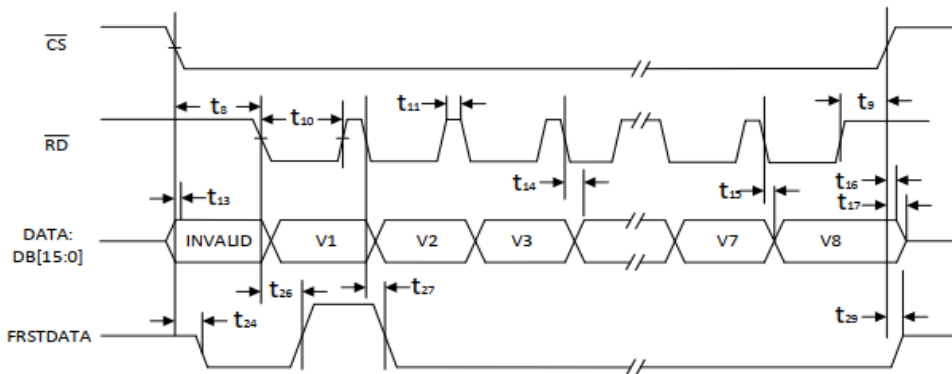 CS
t8
t10
t11
t9
RD
t14
t15
t16
t13
t17
DATA:
DB[15:0]
INVALID
V1
V2
V3
V7
V8
t26
t27
t24
t29
FRSTDATA